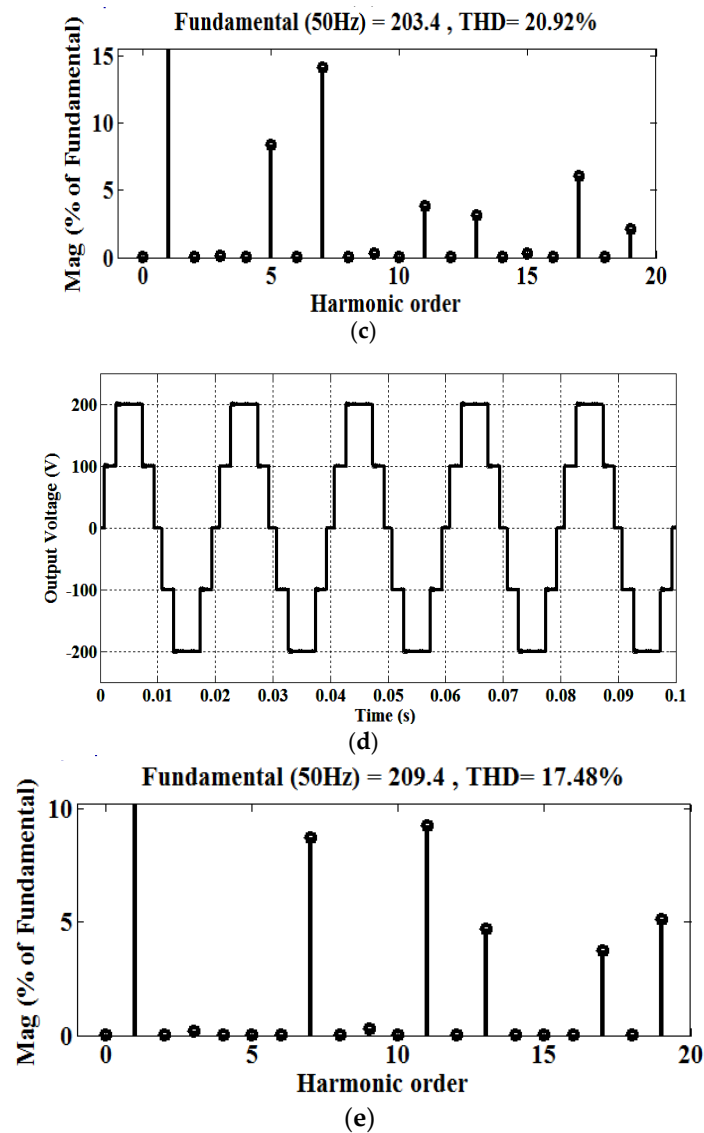 Fundamental (50Hz) = 203.4 , THD= 20.92%
Mag (% of Fundamental)
15
10
5
0
0 5 10 15 20
Harmonic order
(c)
Output Voltage (V)
200
100
0
-100
-200
0 0.01 0.02 0.03 0.04 0.05 0.06 0.07 0.08 0.09 0.1
Time (s)
(d)
Fundamental (50Hz) = 209.4 , THD= 17.48%
Mag (% of Fundamental)
10
5
0
0 5 10 15 20
Harmonic order
(e)